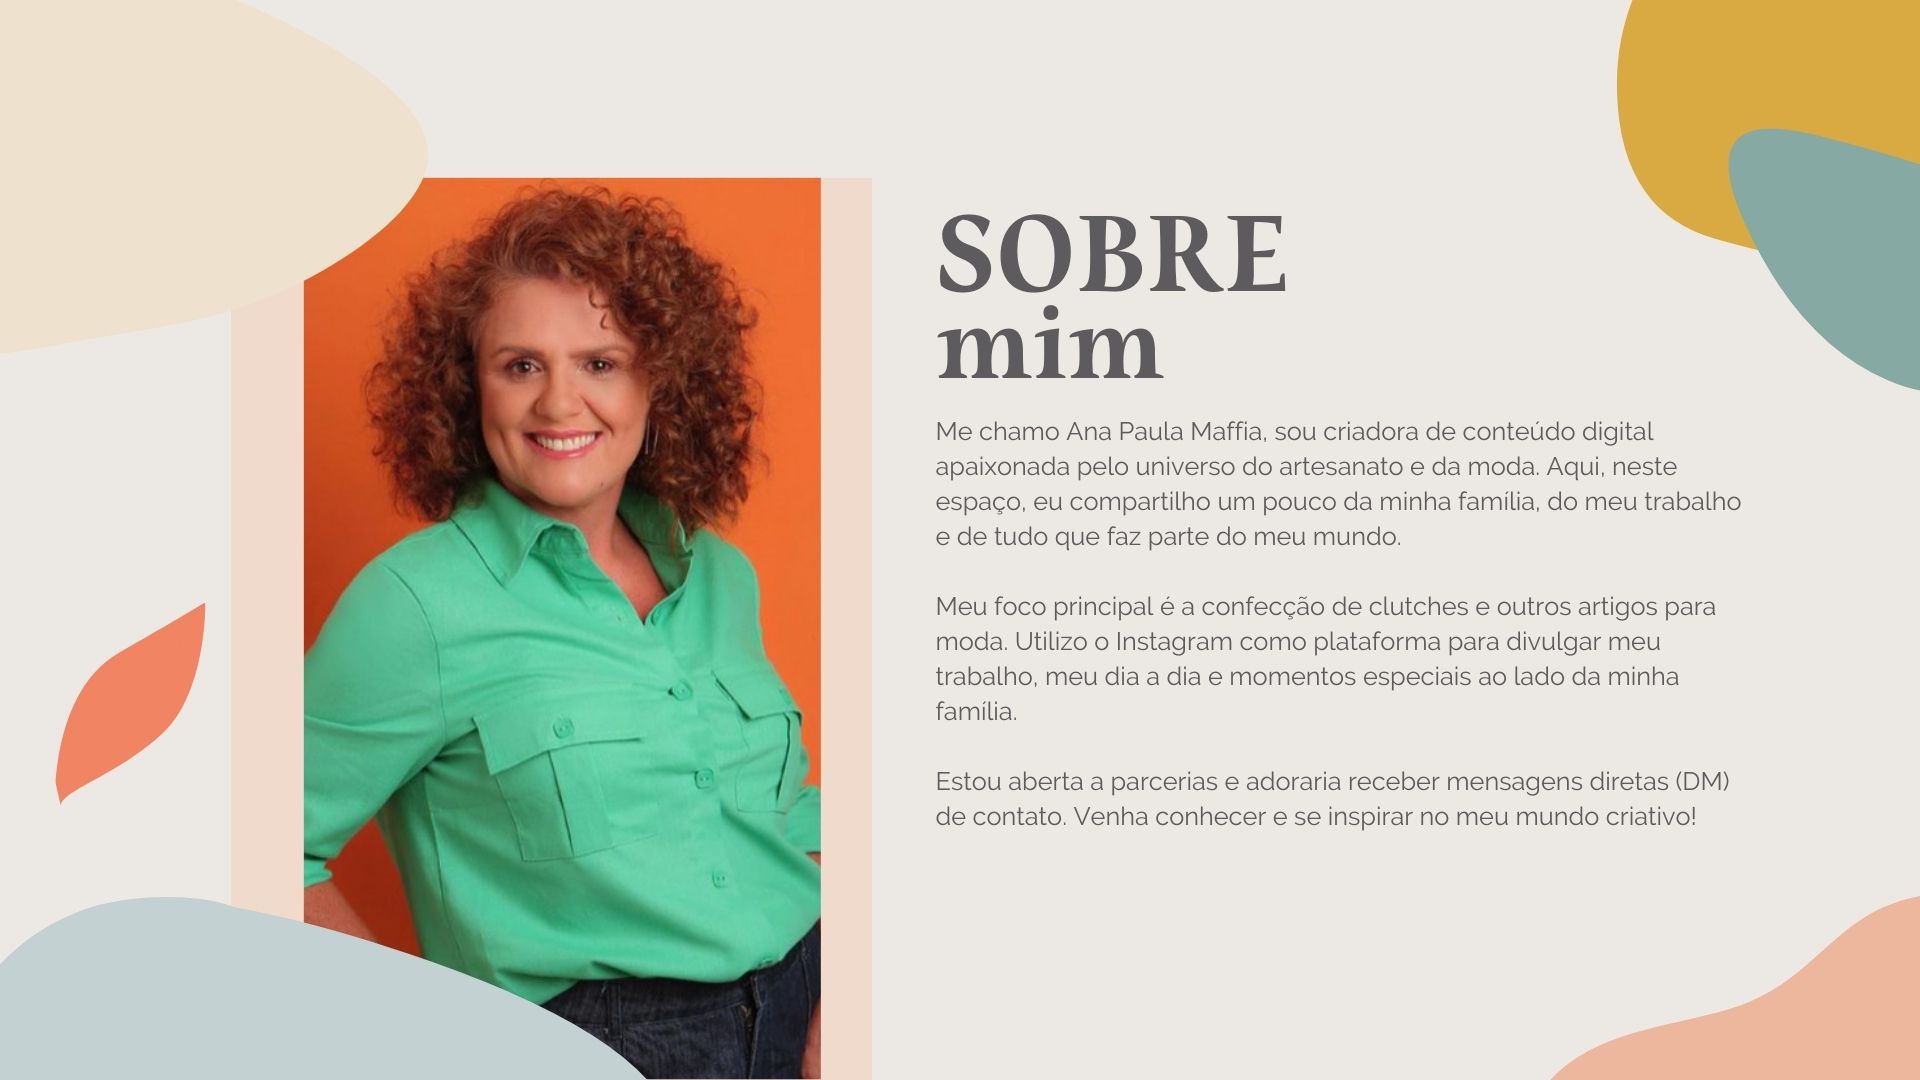 SOBRE
mim
Me chamo Ana Paula Maffia, sou criadora de conteúdo digital
apaixonada pelo universo do artesanato e da moda. Aqui, neste
espaço, eu compartilho um pouco da minha família, do meu trabalho
e de tudo que faz parte do meu mundo.
Meu foco principal é a confecção de clutches e outros artigos para
moda. Utilizo o Instagram como plataforma para divulgar meu
trabalho, meu dia a dia e momentos especiais ao lado da minha
família.
Estou aberta a parcerias e adoraria receber mensagens diretas (DM)
de contato. Venha conhecer e se inspirar no meu mundo criativo!